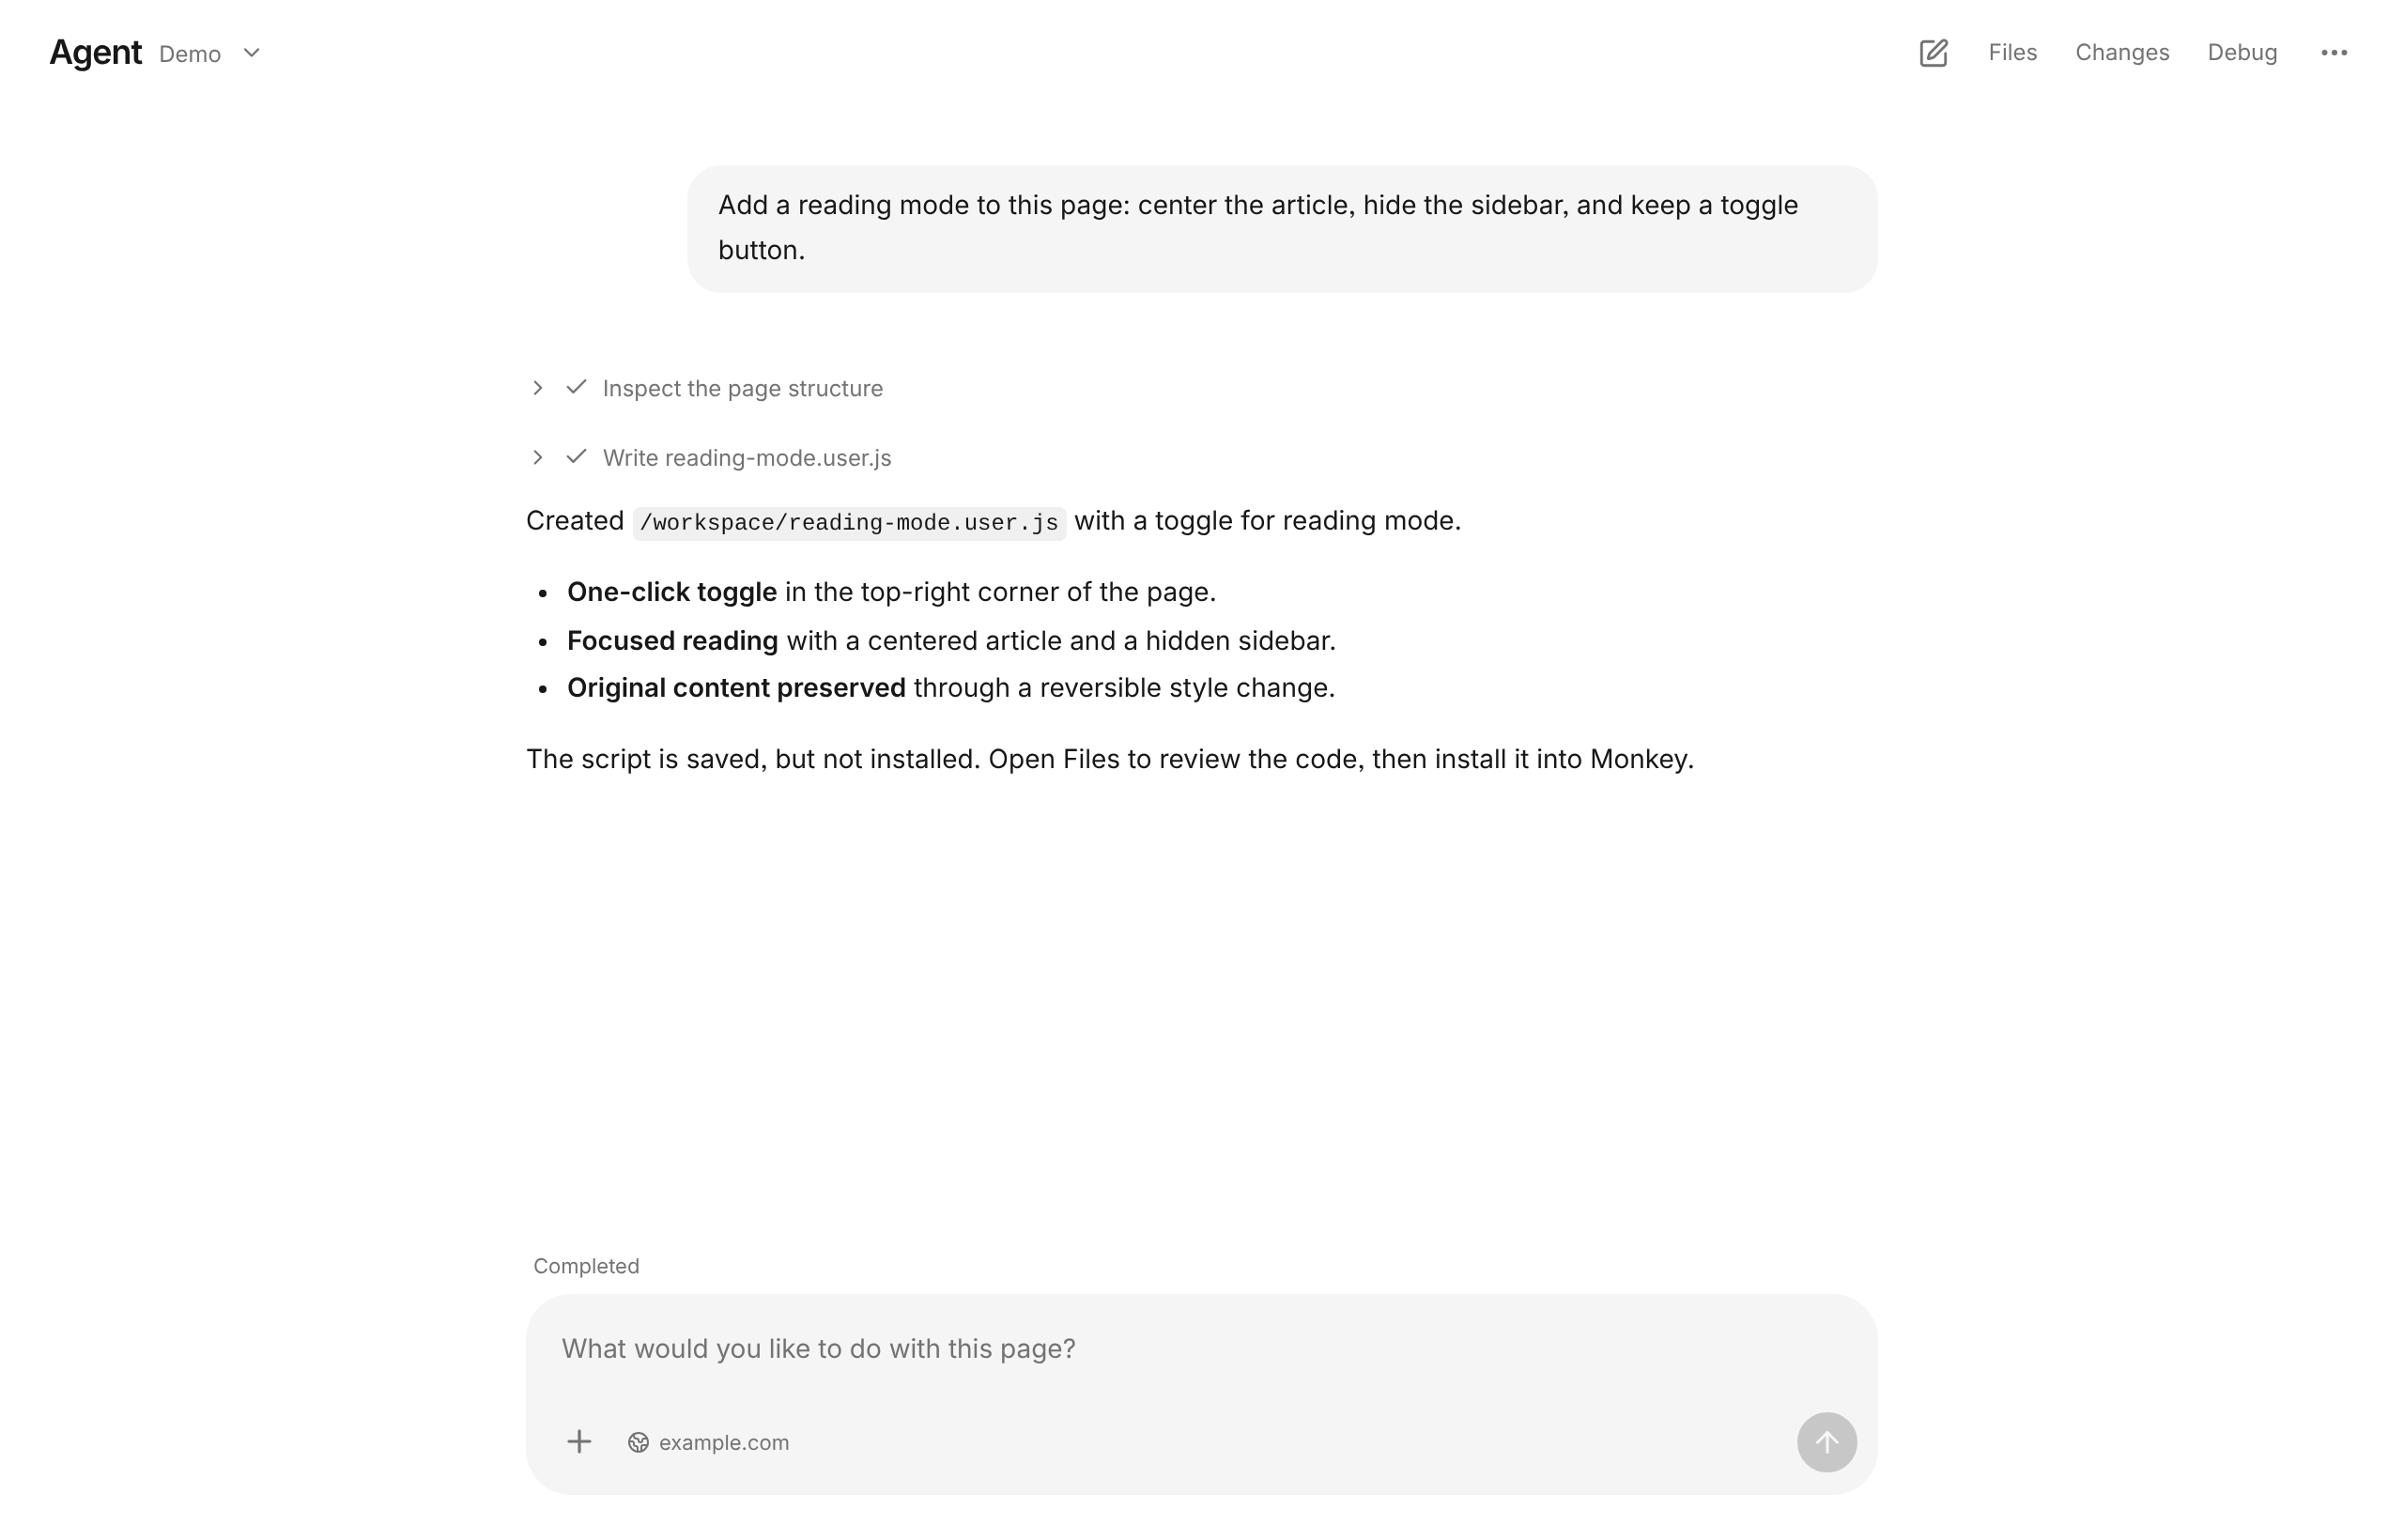 Agent Demo
Files Changes Debug
Add a reading mode to this page: center the article, hide the sidebar, and keep a toggle
button.
Inspect the page structure
Write reading-mode.user.js
Created /workspace/reading-mode.user.js with a toggle for reading mode.
• One-click toggle in the top-right corner of the page.
• Focused reading with a centered article and a hidden sidebar.
• Original content preserved through a reversible style change.
The script is saved, but not installed. Open Files to review the code, then install it into Monkey.
Completed
What would you like to do with this page?
example.com